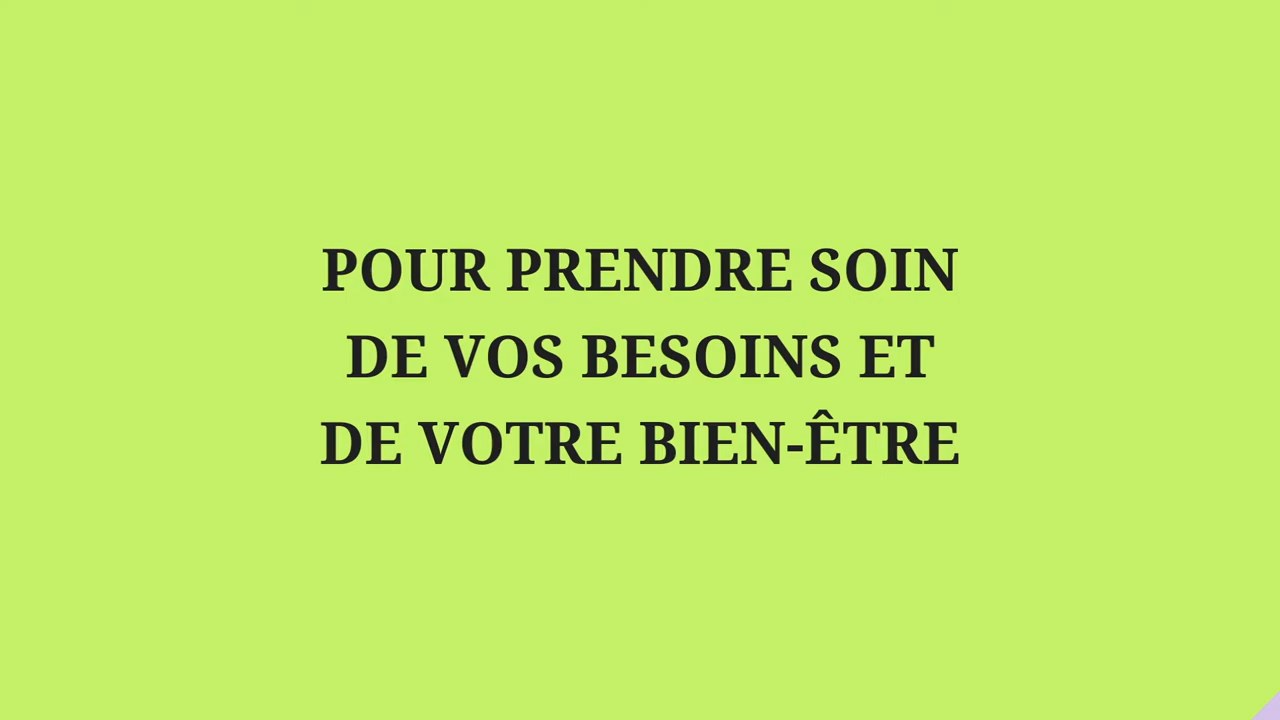 POUR PRENDRE SOIN
DE VOS BESOINS ET
DE VOTRE BIEN-ÊTRE